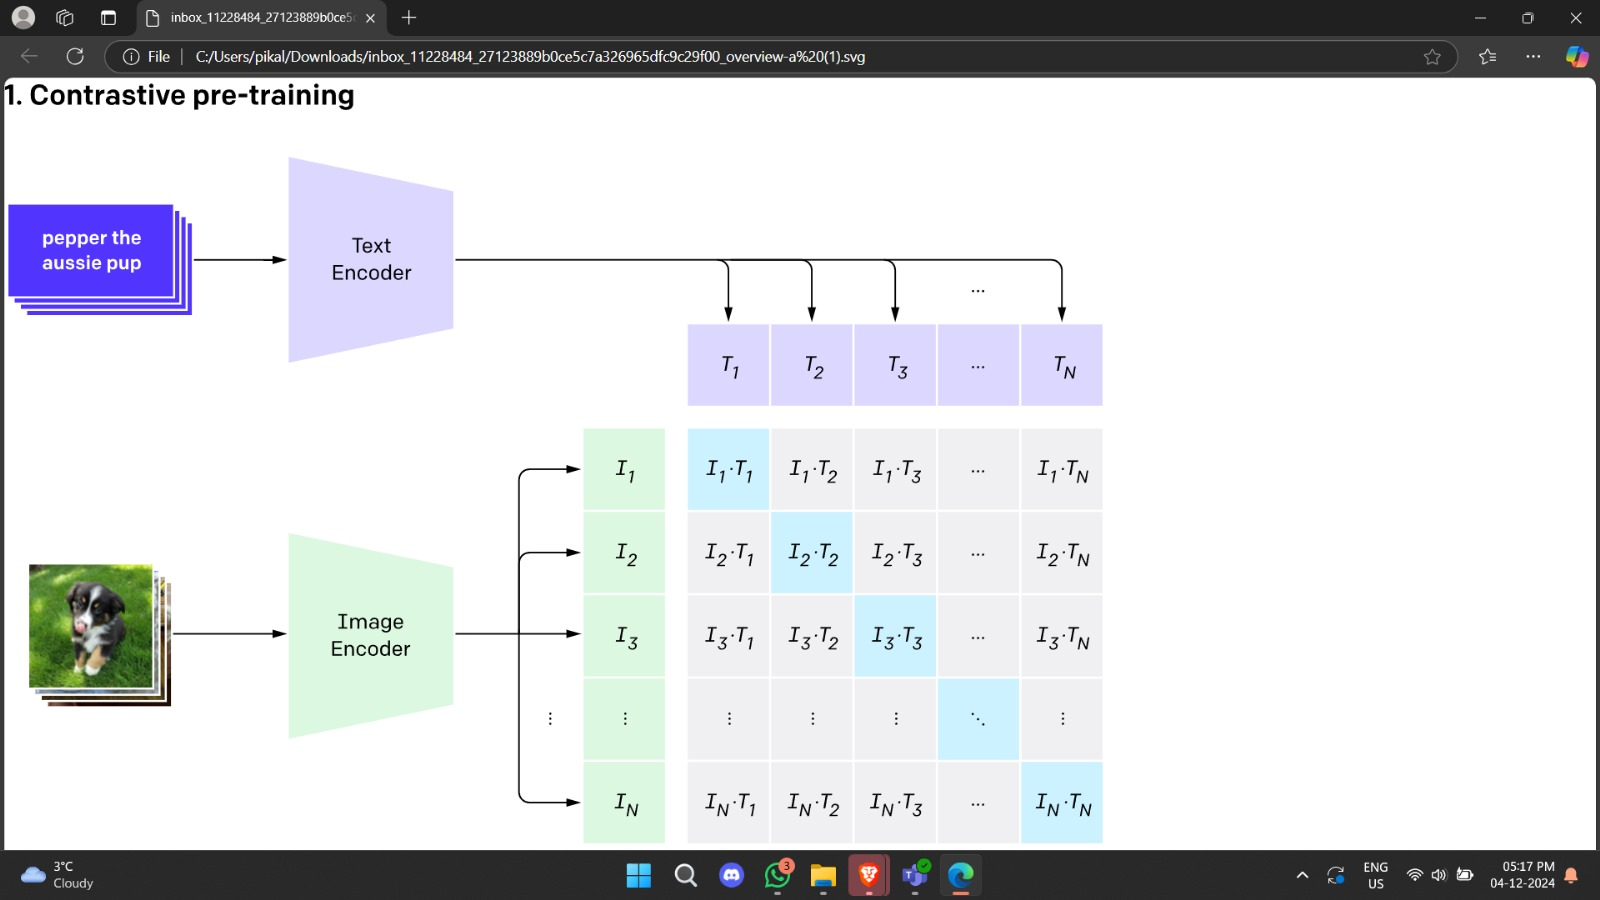 inbox_11228484_27123889b0ce5
File
C:/Users/pikal/Downloads/inbox_11228484_27123889b0ce5c7a326965dfc9c29f00_overview-a%20(1).svg
1. Contrastive pre-training
pepper the
aussie pup
Text
Encoder
...
T1 T2 T3 ... TN
I1 I1·T1 I1·T2 I1·T3 ... I1·TN
I2 I2·T1 I2·T2 I2·T3 ... I2·TN
Image
Encoder
I3 I3·T1 I3·T2 I3·T3 ... I3·TN
⋮ ⋮ ⋮ ⋮ ⋮ ⋱ ⋮
IN IN·T1 IN·T2 IN·T3 ... IN·TN
3°C
Cloudy
3
T
ENG
US
05:17 PM
04-12-2024